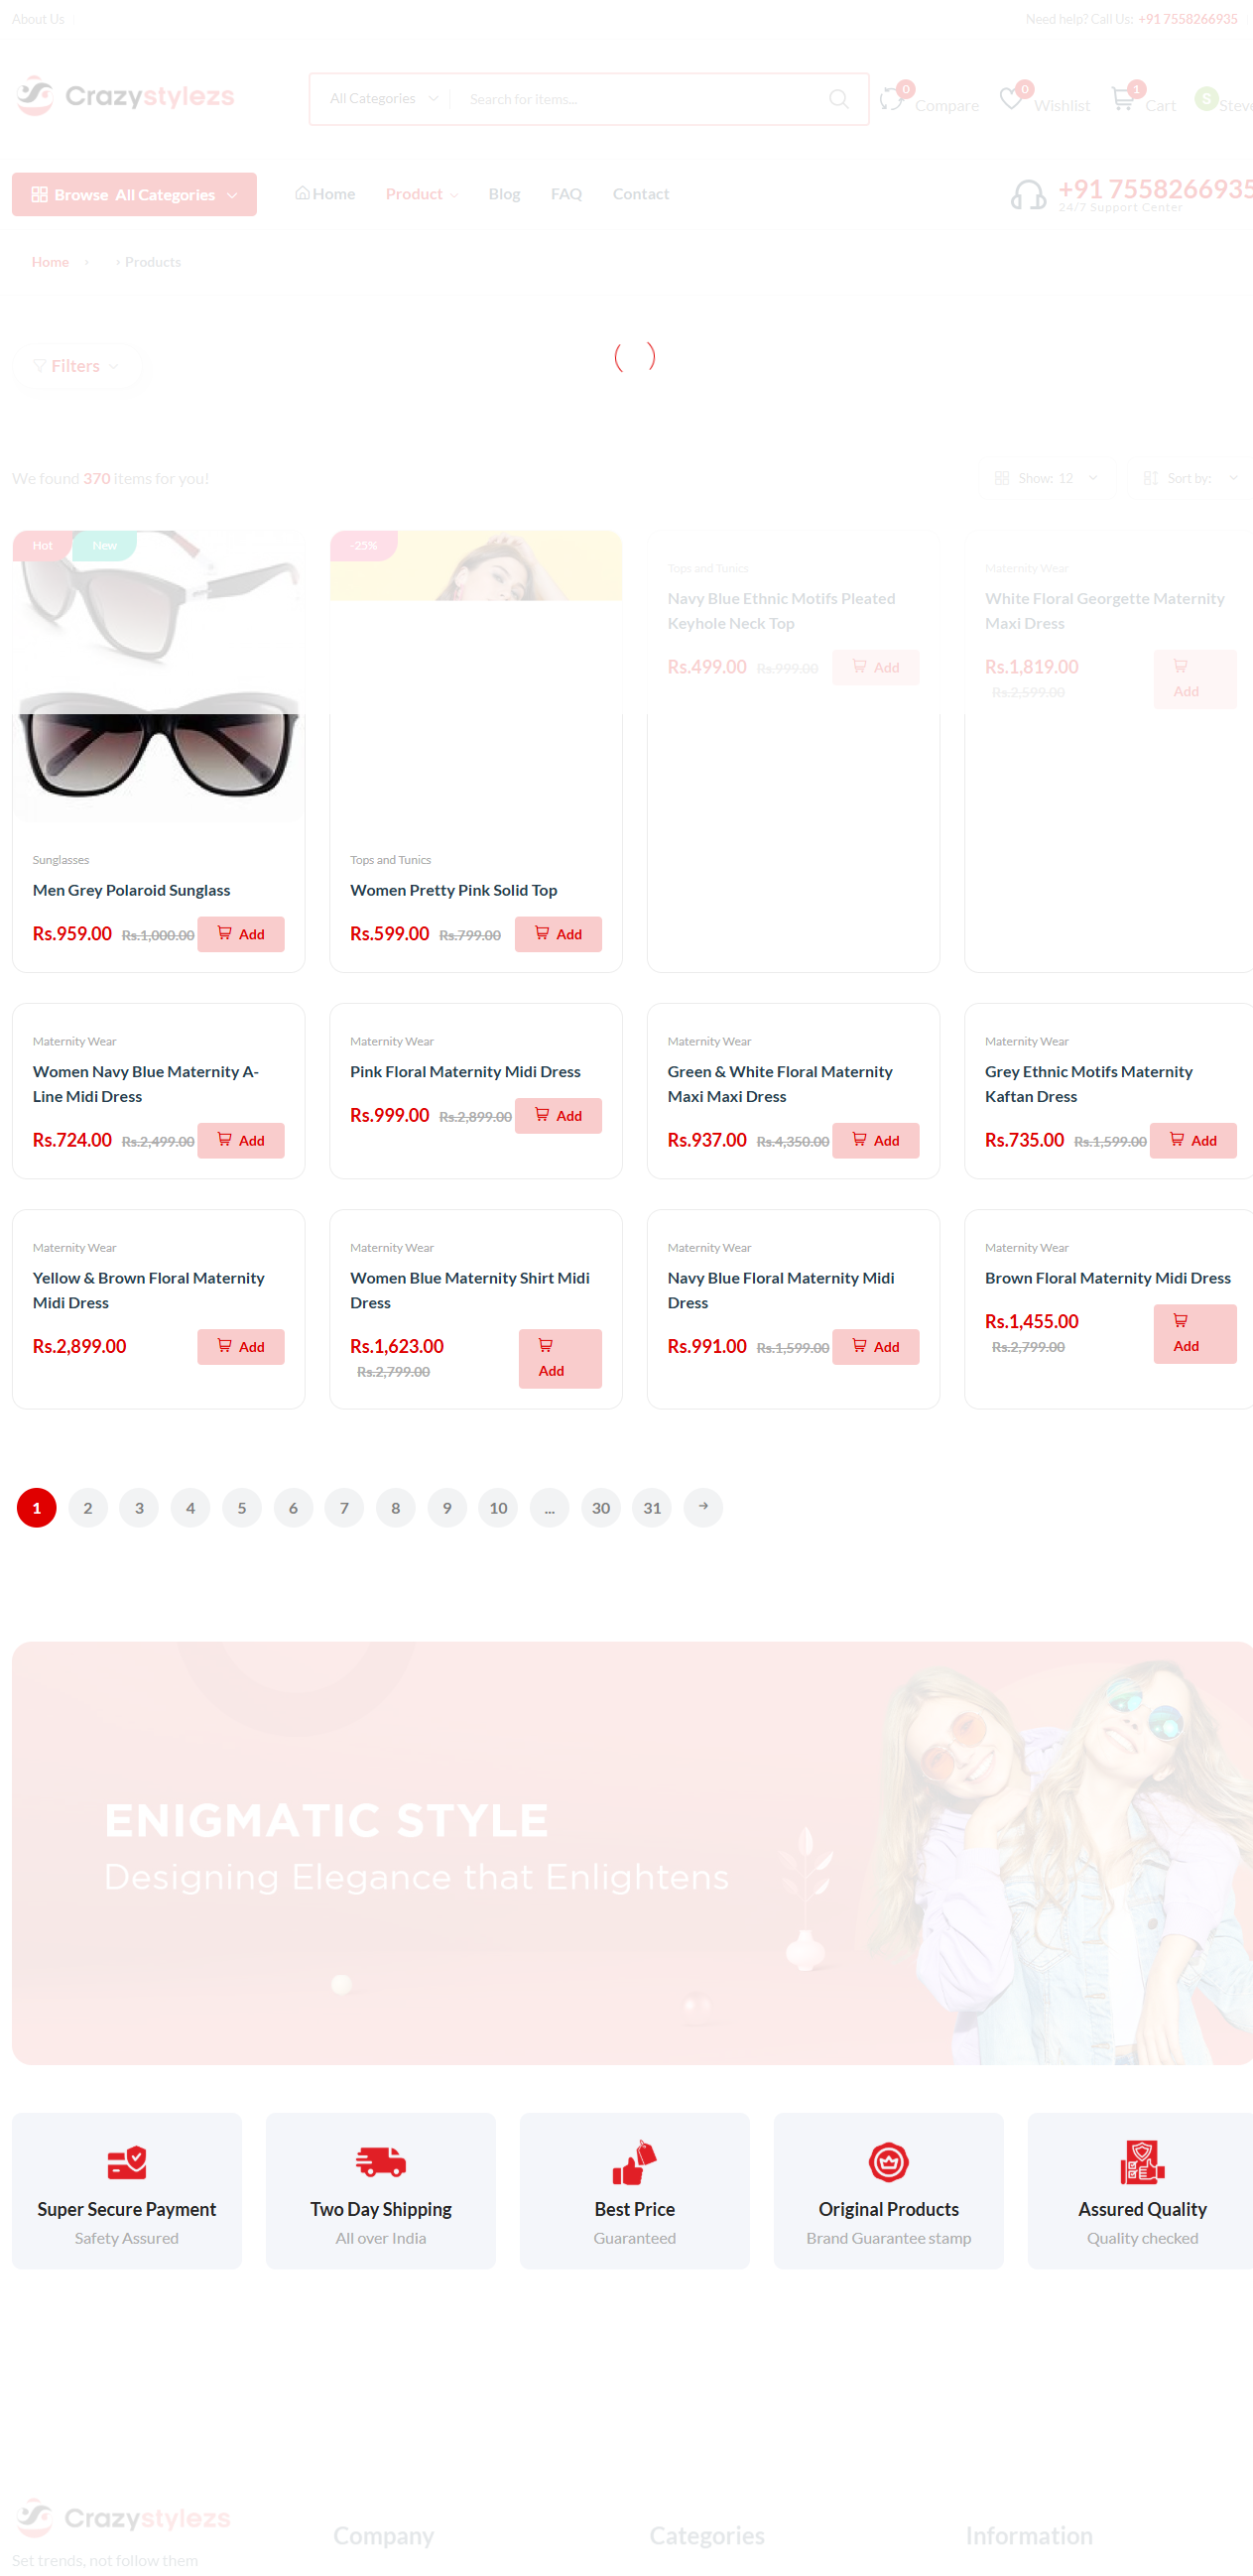 About Us
Need help? Call Us: +91 7558266935
Crazystylezs
All Categories
Search for items...
0
Compare
0
Wishlist
1
Cart
S
Steve
Browse All Categories
Home
Product
Blog
FAQ
Contact
+91 7558266935
24/7 Support Center
Home
Products
Filters
We found 370 items for you!
Show: 12
Sort by:
Hot
New
-25%
Tops and Tunics
Navy Blue Ethnic Motifs Pleated
Keyhole Neck Top
Rs.499.00 Rs.999.00
Add
Maternity Wear
White Floral Georgette Maternity
Maxi Dress
Rs.1,819.00
Rs.2,599.00
Add
Sunglasses
Men Grey Polaroid Sunglass
Rs.959.00 Rs.1,000.00
Add
Tops and Tunics
Women Pretty Pink Solid Top
Rs.599.00 Rs.799.00
Add
Maternity Wear
Women Navy Blue Maternity A-
Line Midi Dress
Rs.724.00 Rs.2,499.00
Add
Maternity Wear
Pink Floral Maternity Midi Dress
Rs.999.00 Rs.2,899.00
Add
Maternity Wear
Green & White Floral Maternity
Maxi Maxi Dress
Rs.937.00 Rs.4,350.00
Add
Maternity Wear
Grey Ethnic Motifs Maternity
Kaftan Dress
Rs.735.00 Rs.1,599.00
Add
Maternity Wear
Yellow & Brown Floral Maternity
Midi Dress
Rs.2,899.00
Add
Maternity Wear
Women Blue Maternity Shirt Midi
Dress
Rs.1,623.00
Rs.2,799.00
Add
Maternity Wear
Navy Blue Floral Maternity Midi
Dress
Rs.991.00 Rs.1,599.00
Add
Maternity Wear
Brown Floral Maternity Midi Dress
Rs.1,455.00
Rs.2,799.00
Add
1 2 3 4 5 6 7 8 9 10 ... 30 31
ENIGMATIC STYLE
Designing Elegance that Enlightens
Super Secure Payment
Safety Assured
Two Day Shipping
All over India
Best Price
Guaranteed
Original Products
Brand Guarantee stamp
Assured Quality
Quality checked
Crazystylezs
Set trends, not follow them
Company
Categories
Information